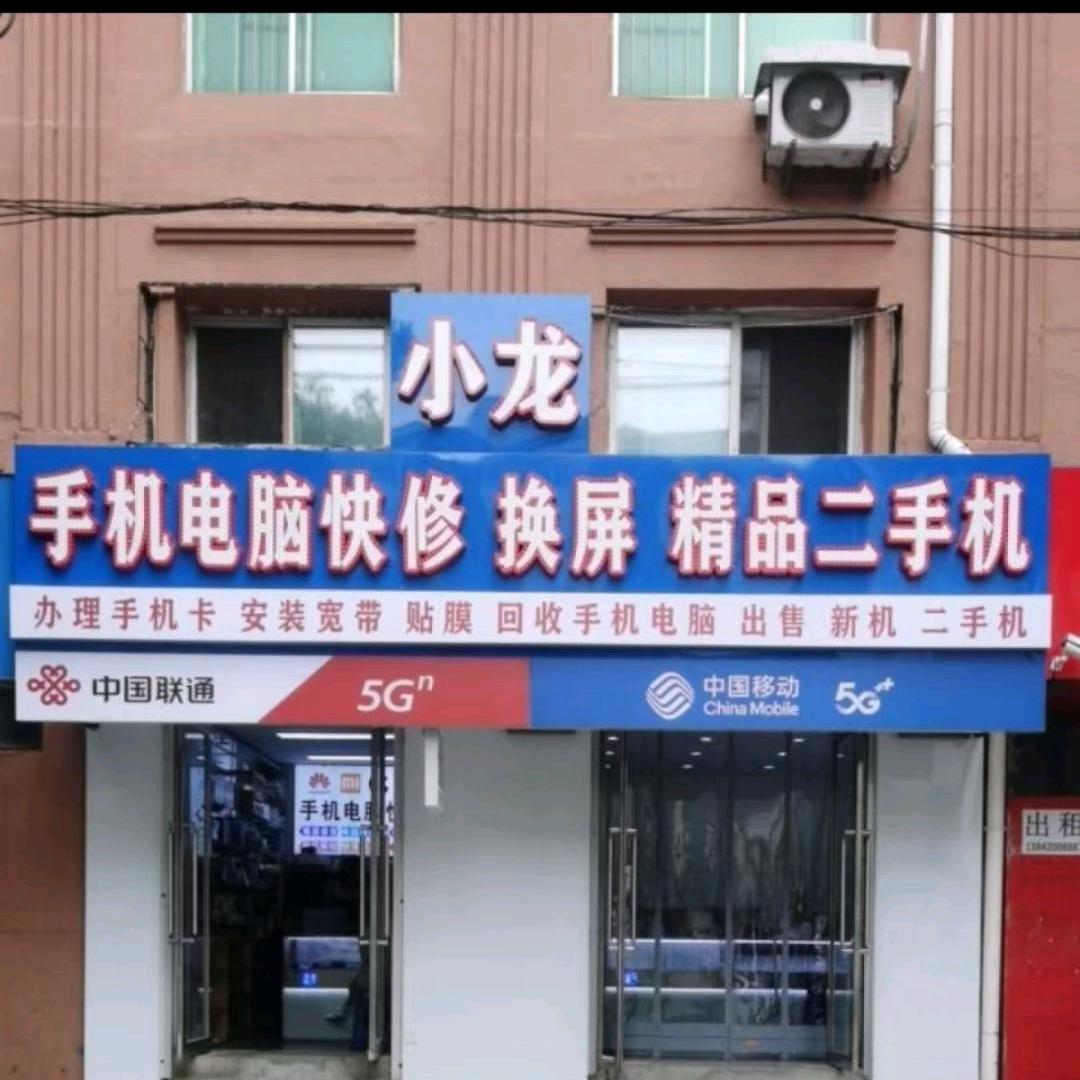 小龙
手机电脑快修 换屏 精品二手机
办理手机卡 安装宽带 贴膜 回收手机电脑 出售 新机 二手机
中国联通 5Gⁿ 中国移动 5G⁺
China Mobile
手机电脑快
出租